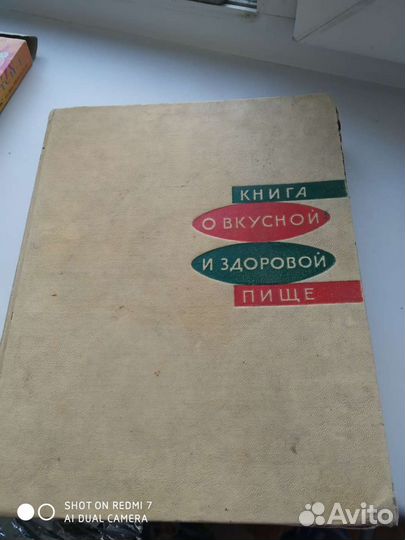 КНИГА
О ВКУСНОЙ
И ЗДОРОВОЙ
ПИЩЕ
SHOT ON REDMI 7
AI DUAL CAMERA
Avito